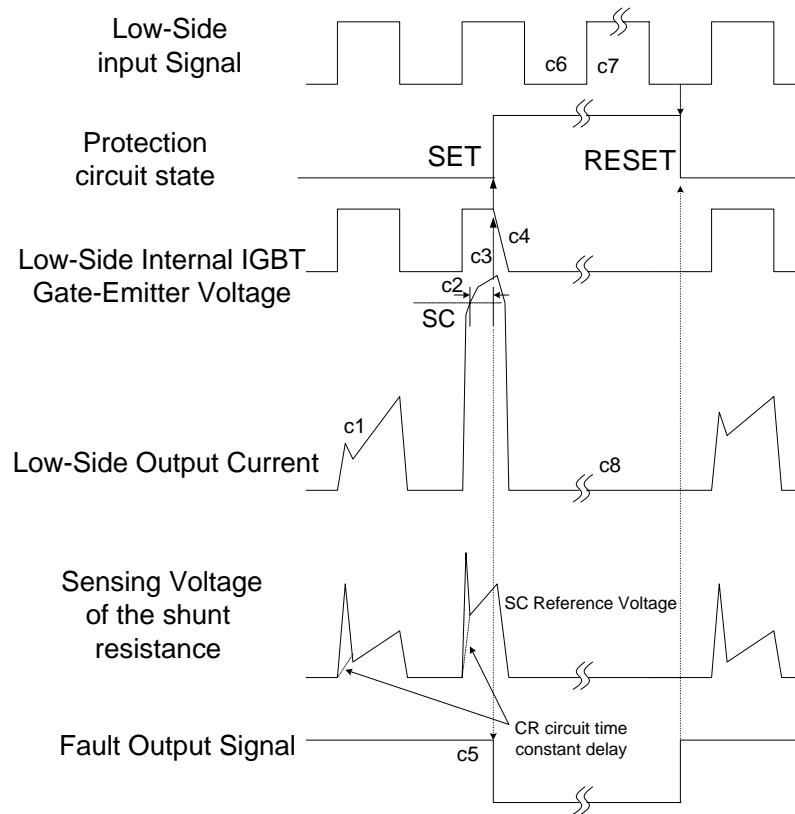 Low-Side
input Signal
c6
c7
Protection
circuit state
SET
RESET
Low-Side Internal IGBT
Gate-Emitter Voltage
c4
c3
c2
SC
c1
Low-Side Output Current
c8
Sensing Voltage
of the shunt
resistance
SC Reference Voltage
CR circuit time
constant delay
Fault Output Signal
c5